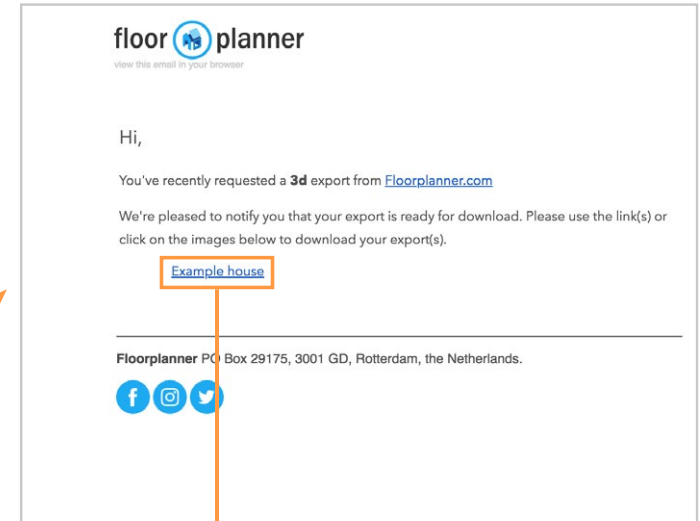 floor planner
view this email in your browser
Hi,
You've recently requested a 3d export from Floorplanner.com
We're pleased to notify you that your export is ready for download. Please use the link(s) or
click on the images below to download your export(s).
Example house
Floorplanner PO Box 29175, 3001 GD, Rotterdam, the Netherlands.